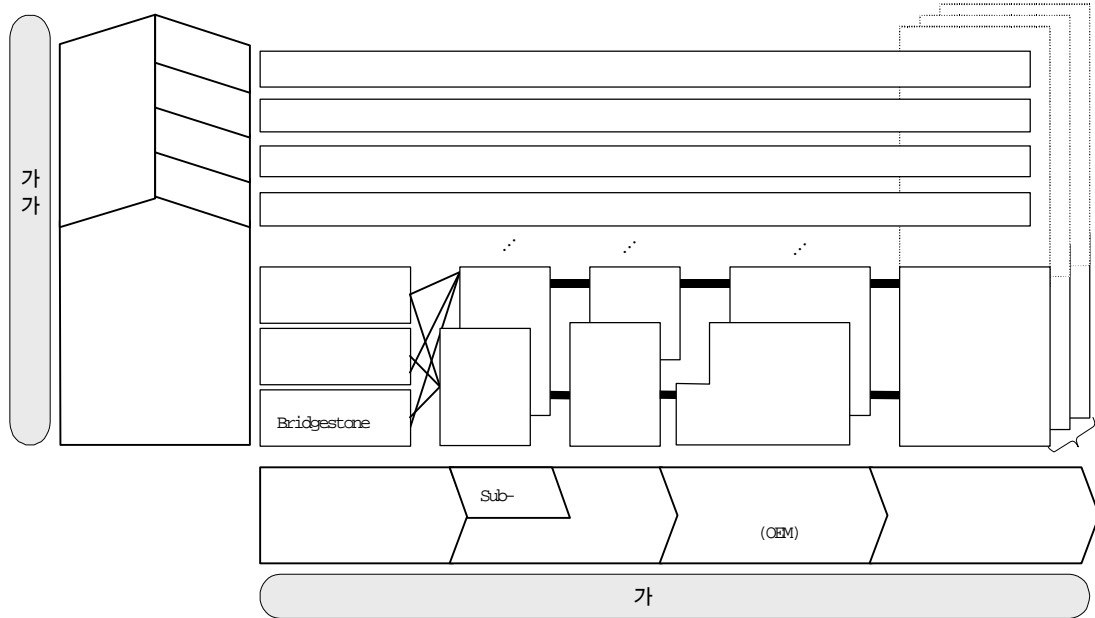 가
가
Bridgestone
Sub-
(OEM)
가